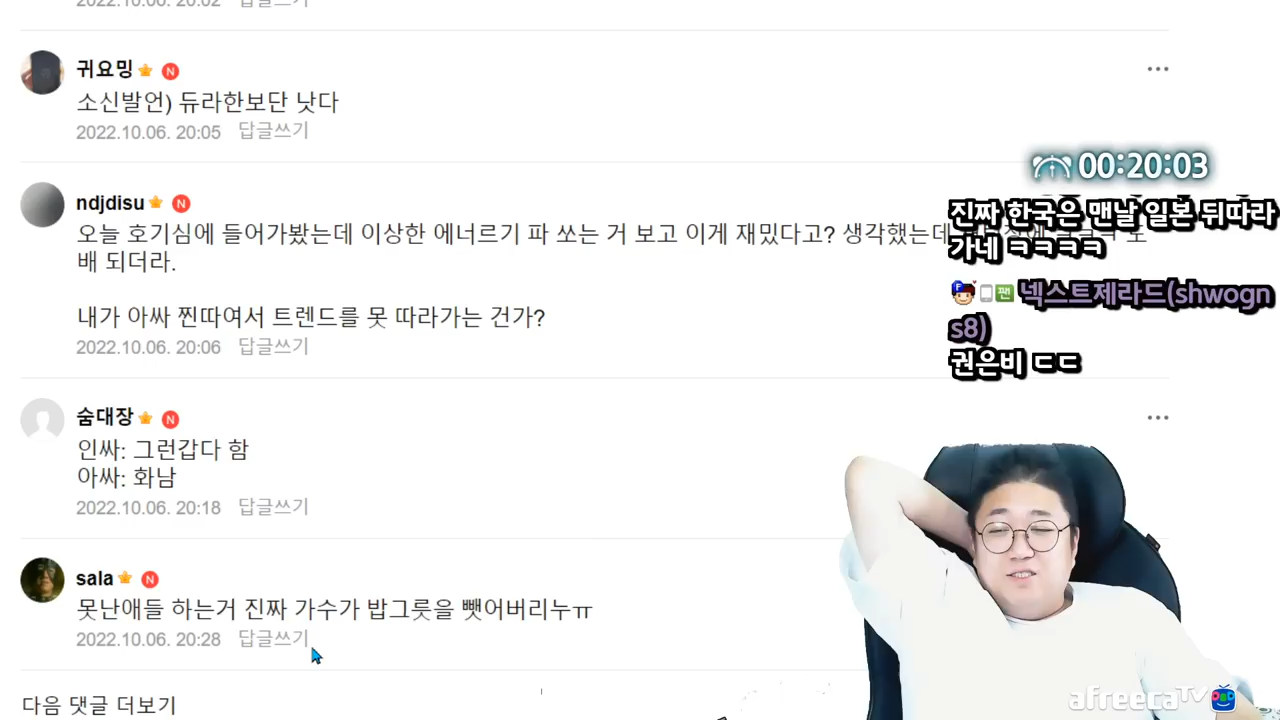 2022.10.06. 20:02 답글쓰기
귀요밍
소신발언) 듀라한보단 낫다
2022.10.06. 20:05 답글쓰기
ndjdisu
오늘 호기심에 들어가봤는데 이상한 에너르기 파 쏘는 거 보고 이게 재밌다고? 생각했는데
배 되더라.
내가 아싸 찐따여서 트렌드를 못 따라가는 건가?
2022.10.06. 20:06 답글쓰기
숨대장
인싸: 그런갑다 함
아싸: 화남
2022.10.06. 20:18 답글쓰기
sala
못난애들 하는거 진짜 가수가 밥그릇을 뺏어버리누ㅠ
2022.10.06. 20:28 답글쓰기
다음 댓글 더보기
00:20:03
진짜 한국은 맨날 일본 뒤따라
가네 ㅋㅋㅋㅋ
넥스트제라드(shwogn
s8)
권은비 ㄷㄷ
afreecaTV